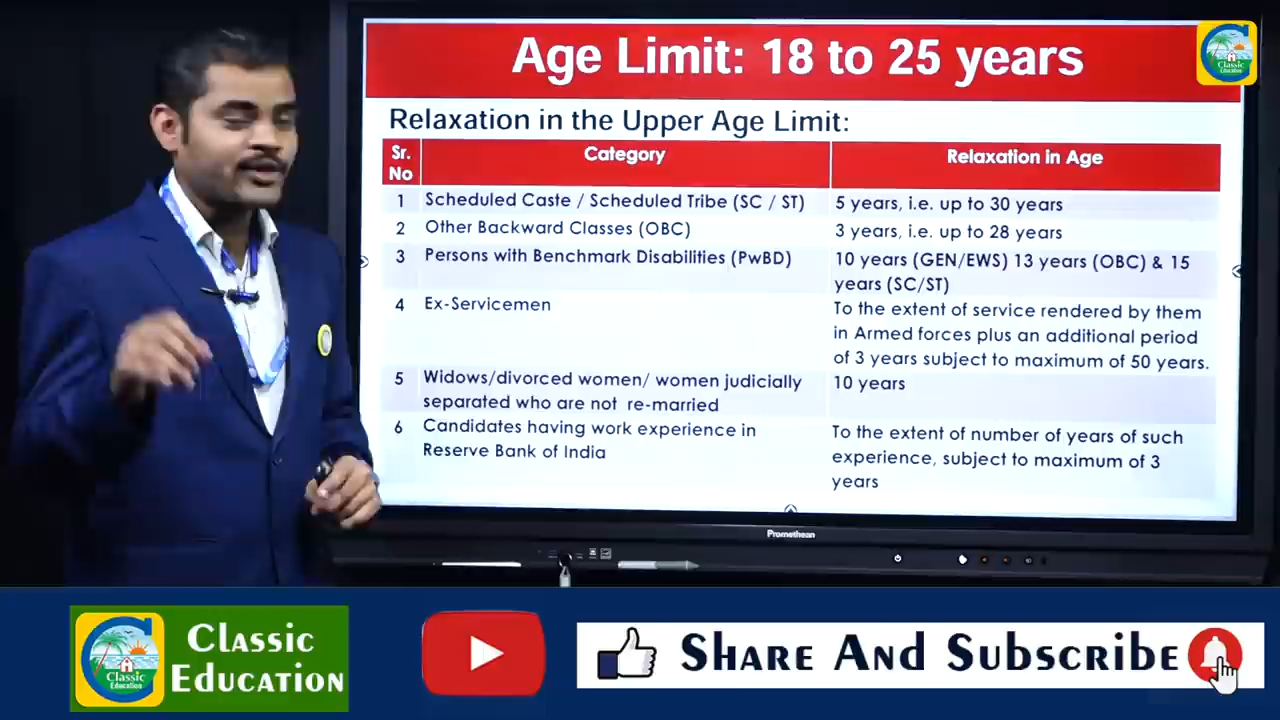 Age Limit: 18 to 25 years
Classic
Education
Relaxation in the Upper Age Limit:
Sr.
No
Category
Relaxation in Age
1 Scheduled Caste / Scheduled Tribe (SC / ST) 5 years, i.e. up to 30 years
2 Other Backward Classes (OBC) 3 years, i.e. up to 28 years
3 Persons with Benchmark Disabilities (PwBD) 10 years (GEN/EWS) 13 years (OBC) & 15
years (SC/ST)
4 Ex-Servicemen To the extent of service rendered by them
in Armed forces plus an additional period
of 3 years subject to maximum of 50 years.
5 Widows/divorced women/ women judicially 10 years
separated who are not re-married
6 Candidates having work experience in To the extent of number of years of such
Reserve Bank of India experience, subject to maximum of 3
years
Promethean
Classic
Education
Classic
Education
Share And Subscribe